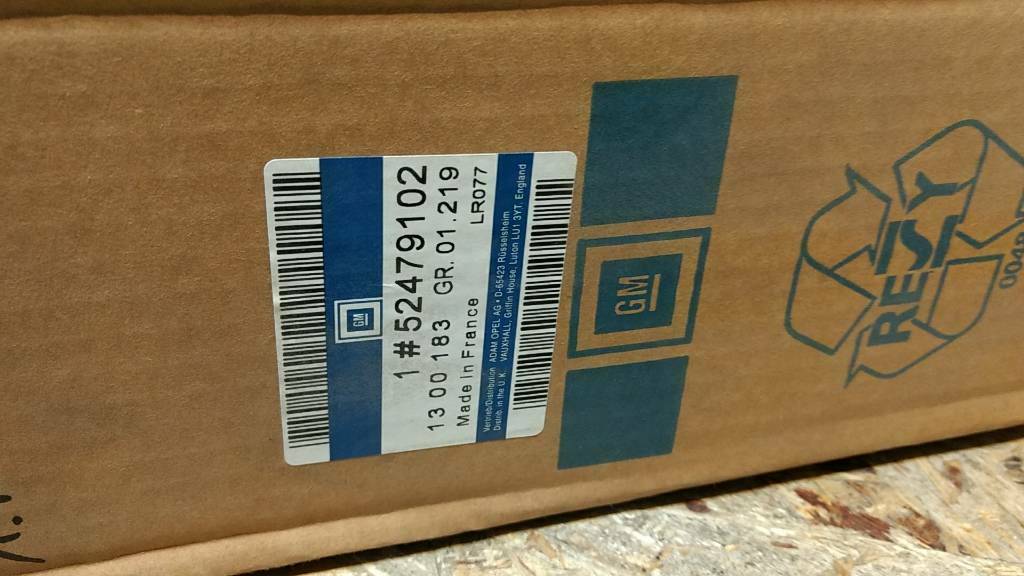 GM
1 #52479102
13 00 183 GR.01.219
Made in France LR077
Vertrieb/Distribution ADAM OPEL AG • D-65423 Rüsselsheim
Distrib. in the U.K. VAUXHALL, Griffin House, Luton LU1 3YT, England
GM
RESY